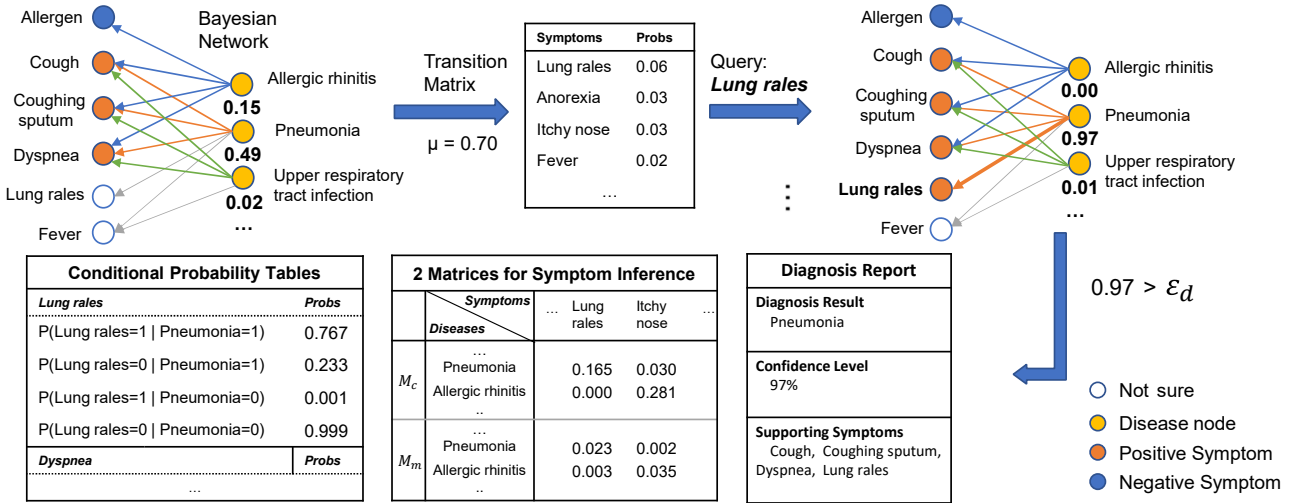 Allergen
Cough
Coughing
sputum
Dyspnea
Lung rales
Fever
Bayesian
Network
Allergic rhinitis
0.15
Pneumonia
0.49
Upper respiratory
tract infection
0.02
...
Transition
Matrix
μ = 0.70
Symptoms Probs
Lung rales 0.06
Anorexia 0.03
Itchy nose 0.03
Fever 0.02
...
Query:
Lung rales
...
Allergen
Cough
Coughing
sputum
Dyspnea
Lung rales
Fever
Allergic rhinitis
0.00
Pneumonia
0.97
Upper respiratory
tract infection
0.01
...
Conditional Probability Tables
Lung rales Probs
P(Lung rales=1 | Pneumonia=1) 0.767
P(Lung rales=0 | Pneumonia=1) 0.233
P(Lung rales=1 | Pneumonia=0) 0.001
P(Lung rales=0 | Pneumonia=0) 0.999
Dyspnea Probs
...
2 Matrices for Symptom Inference
Symptoms
Diseases
... Lung rales Itchy nose ...
M_c
...
Pneumonia 0.165 0.030
Allergic rhinitis 0.000 0.281
..
M_m
...
Pneumonia 0.023 0.002
Allergic rhinitis 0.003 0.035
..
Diagnosis Report
Diagnosis Result
Pneumonia
Confidence Level
97%
Supporting Symptoms
Cough, Coughing sputum,
Dyspnea, Lung rales
0.97 > ε_d
Not sure
Disease node
Positive Symptom
Negative Symptom